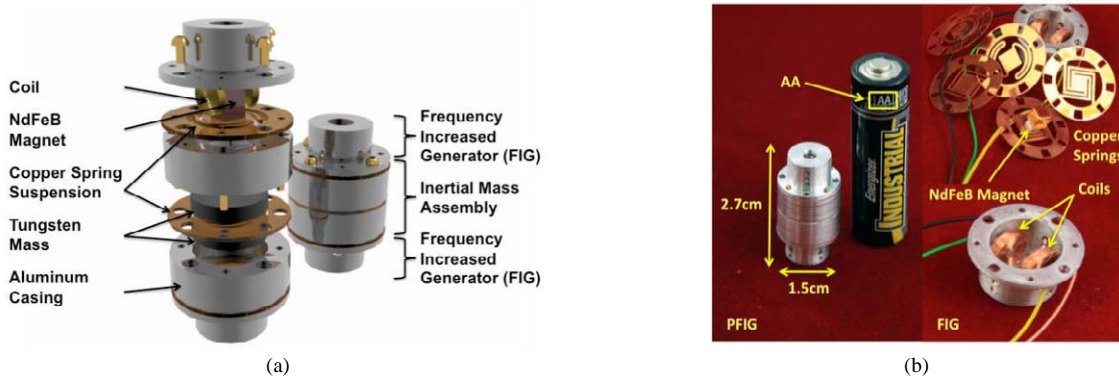 Coil
NdFeB
Magnet
Copper Spring
Suspension
Tungsten
Mass
Aluminum
Casing
Frequency
Increased
Generator (FIG)
Inertial Mass
Assembly
Frequency
Increased
Generator (FIG)
(a)
AA
AA
Energizer
INDUSTRIAL
2.7cm
1.5cm
PFIG
Copper
Springs
NdFeB Magnet
Coils
FIG
(b)